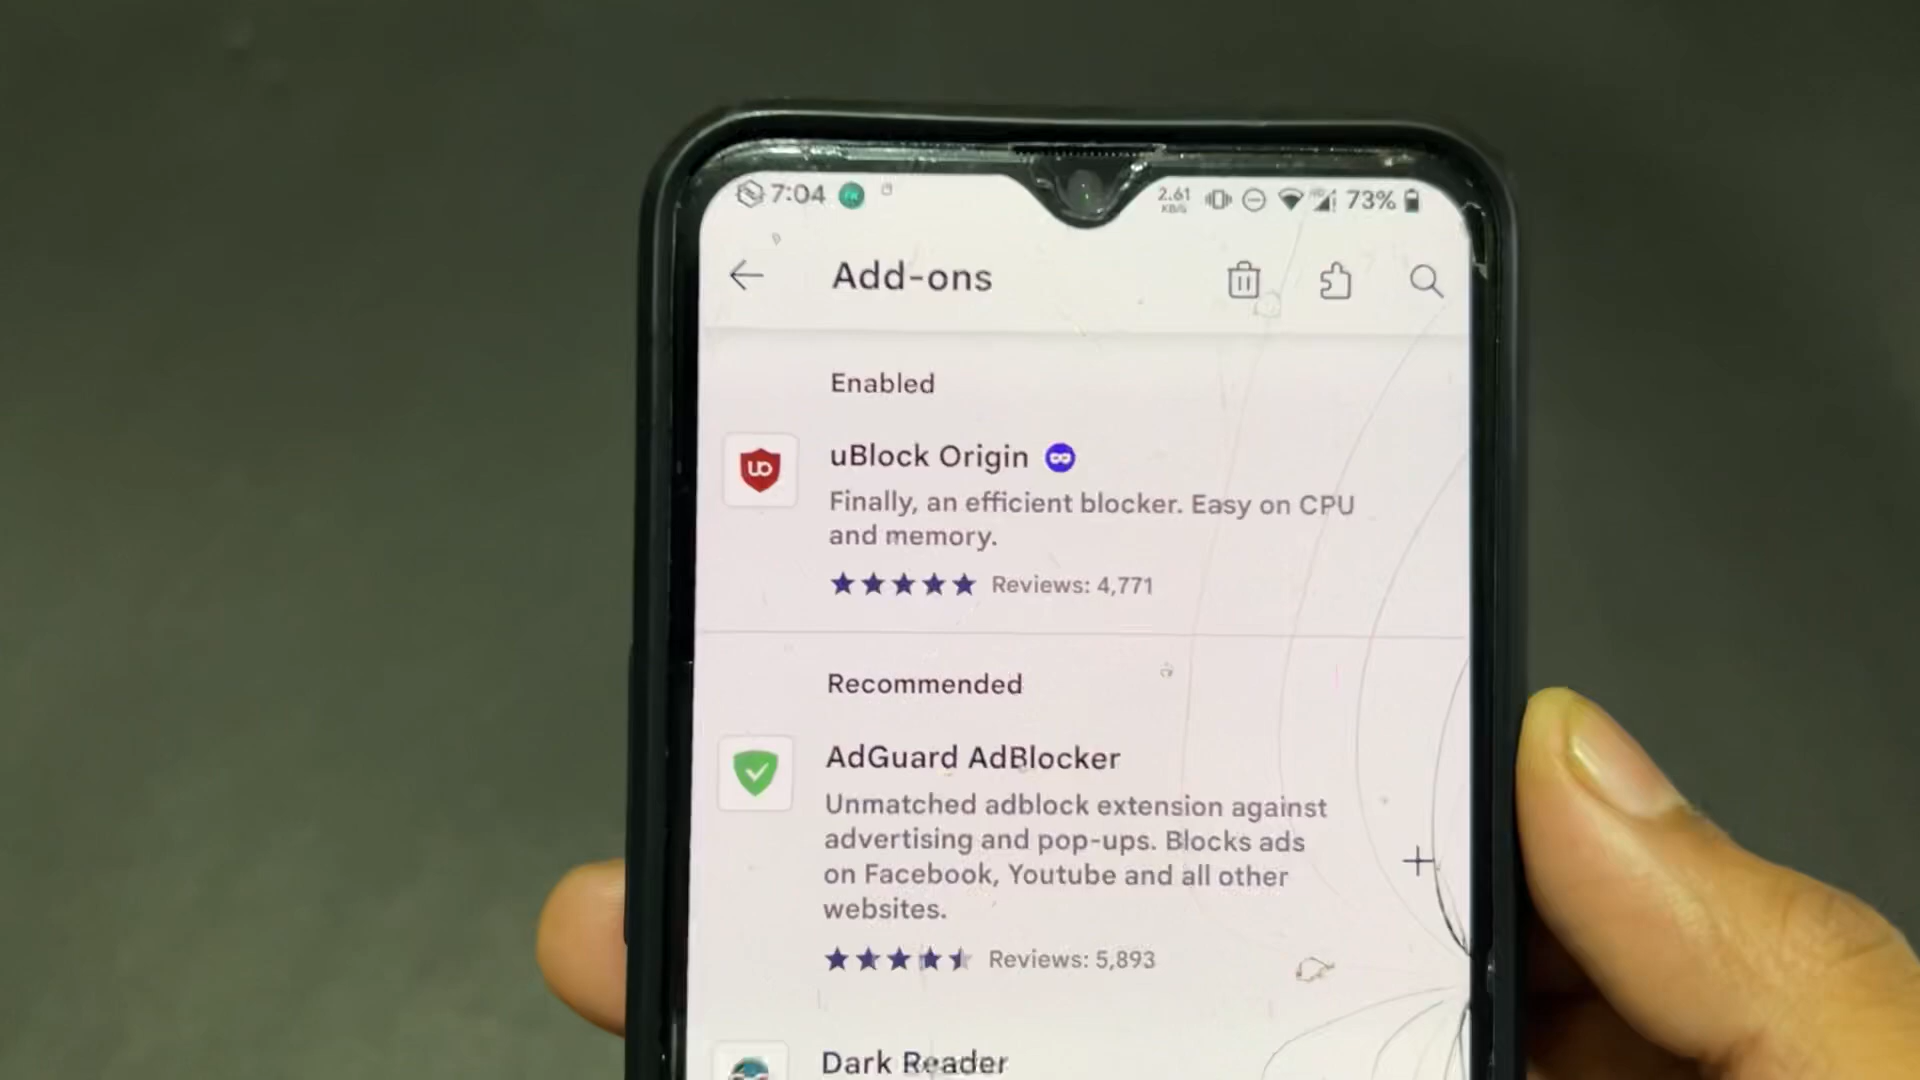 7:04
2.61
KB/S
73%
Add-ons
Enabled
uBlock Origin
Finally, an efficient blocker. Easy on CPU
and memory.
Reviews: 4,771
Recommended
AdGuard AdBlocker
Unmatched adblock extension against
advertising and pop-ups. Blocks ads
on Facebook, Youtube and all other
websites.
Reviews: 5,893
Dark Reader